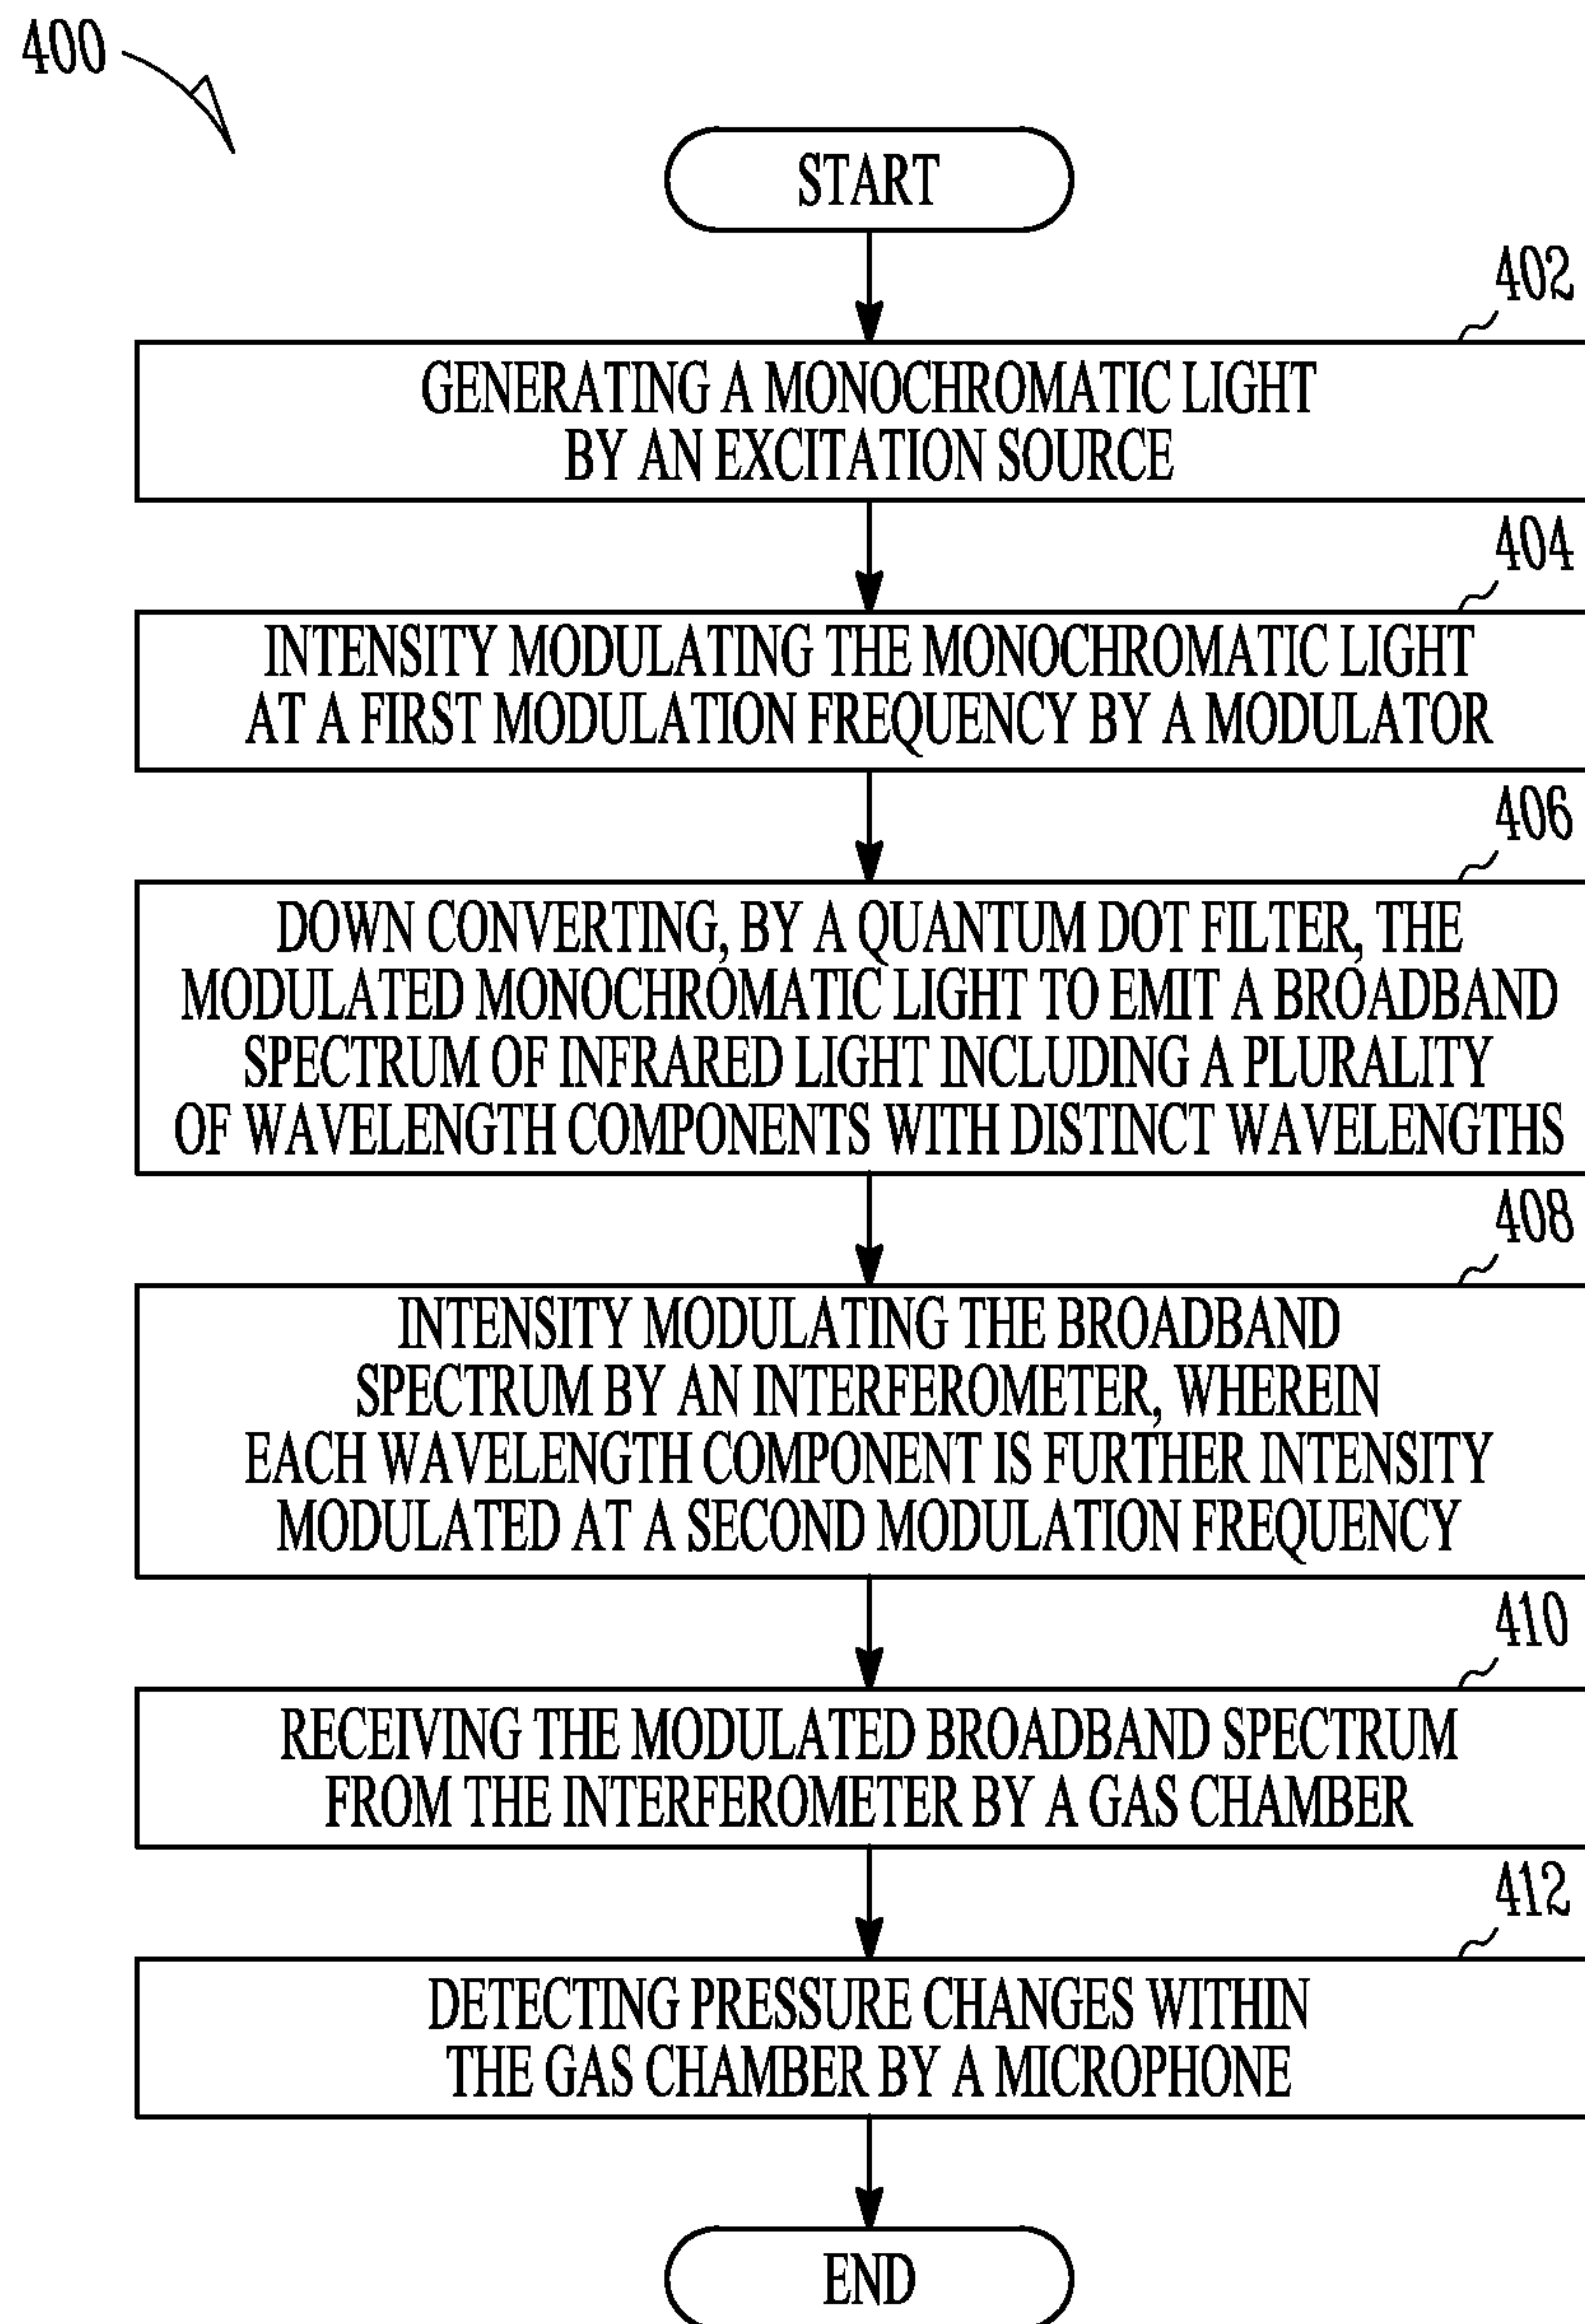 400
START
402
GENERATING A MONOCHROMATIC LIGHT
BY AN EXCITATION SOURCE
404
INTENSITY MODULATING THE MONOCHROMATIC LIGHT
AT A FIRST MODULATION FREQUENCY BY A MODULATOR
406
DOWN CONVERTING, BY A QUANTUM DOT FILTER, THE
MODULATED MONOCHROMATIC LIGHT TO EMIT A BROADBAND
SPECTRUM OF INFRARED LIGHT INCLUDING A PLURALITY
OF WAVELENGTH COMPONENTS WITH DISTINCT WAVELENGTHS
408
INTENSITY MODULATING THE BROADBAND
SPECTRUM BY AN INTERFEROMETER, WHEREIN
EACH WAVELENGTH COMPONENT IS FURTHER INTENSITY
MODULATED AT A SECOND MODULATION FREQUENCY
410
RECEIVING THE MODULATED BROADBAND SPECTRUM
FROM THE INTERFEROMETER BY A GAS CHAMBER
412
DETECTING PRESSURE CHANGES WITHIN
THE GAS CHAMBER BY A MICROPHONE
END